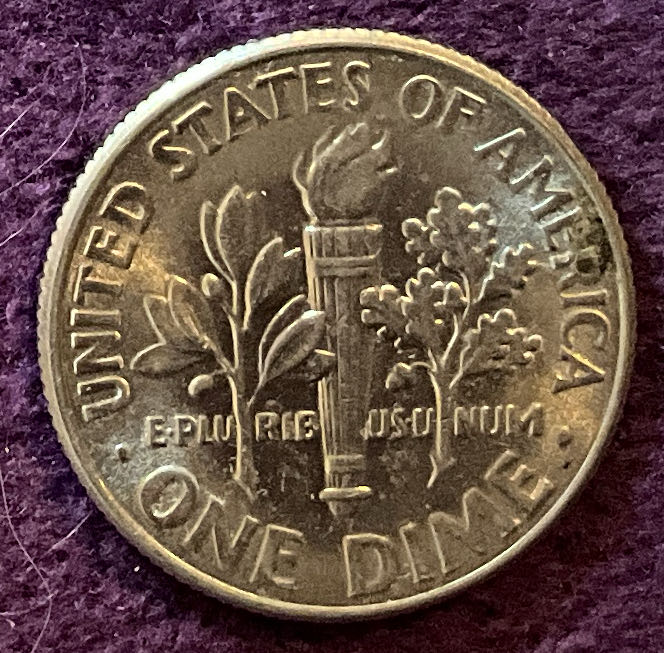 UNITED STATES OF AMERICA
E·PLURIBUS·UNUM
· ONE DIME ·